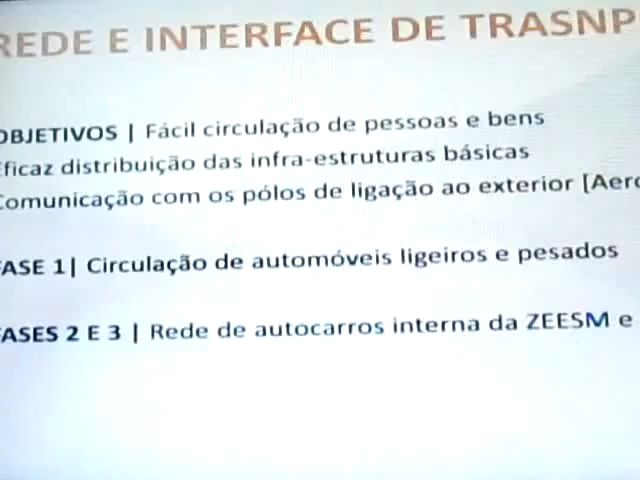 REDE E INTERFACE DE TRASNP
OBJETIVOS | Fácil circulação de pessoas e bens
Eficaz distribuição das infra-estruturas básicas
Comunicação com os pólos de ligação ao exterior [Aero
FASE 1| Circulação de automóveis ligeiros e pesados
FASES 2 E 3 | Rede de autocarros interna da ZEESM e